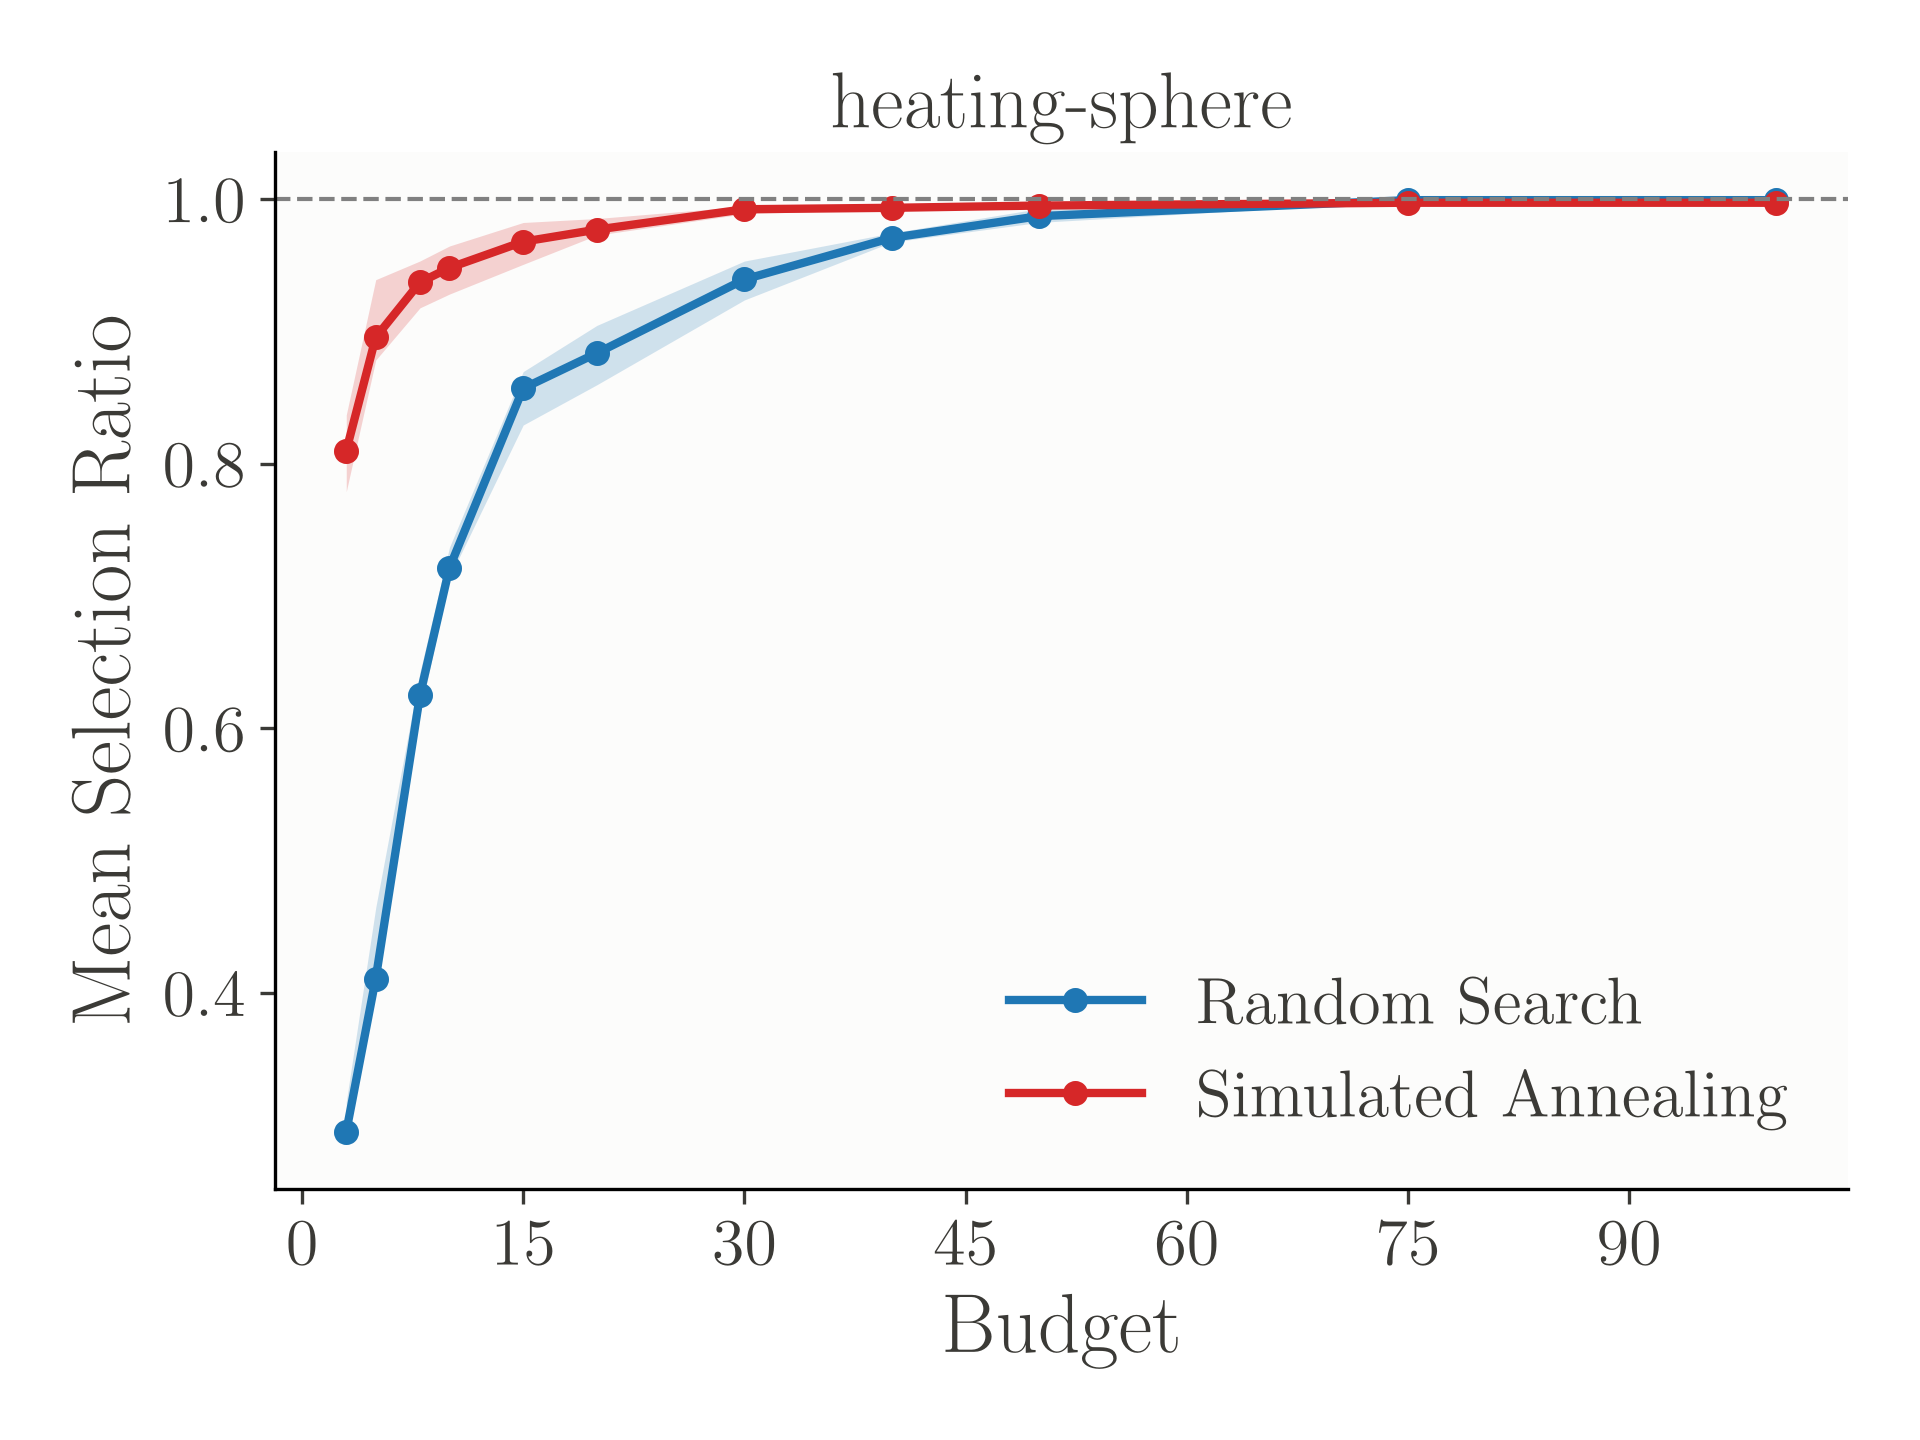 heating-sphere
Mean Selection Ratio
1.0
0.8
0.6
0.4
Random Search
Simulated Annealing
0 15 30 45 60 75 90
Budget